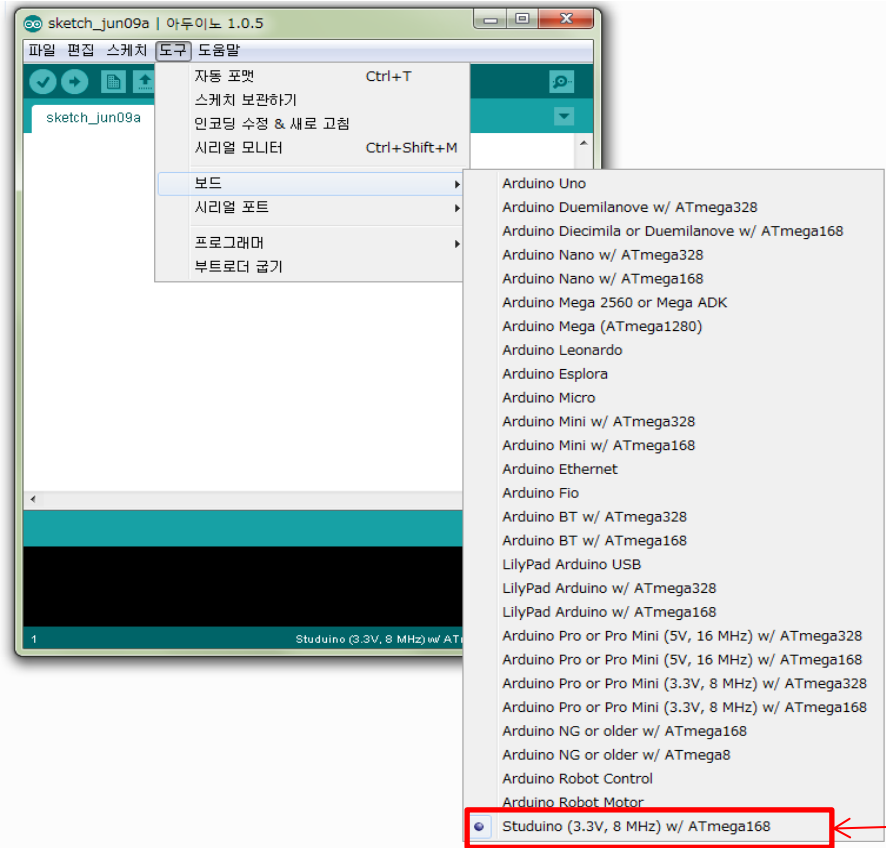 sketch_jun09a | 아두이노 1.0.5
파일 편집 스케치 도구 도움말
sketch_jun09a
자동 포맷 Ctrl+T
스케치 보관하기
인코딩 수정 & 새로 고침
시리얼 모니터 Ctrl+Shift+M
보드
시리얼 포트
프로그래머
부트로더 굽기
Arduino Uno
Arduino Duemilanove w/ ATmega328
Arduino Diecimila or Duemilanove w/ ATmega168
Arduino Nano w/ ATmega328
Arduino Nano w/ ATmega168
Arduino Mega 2560 or Mega ADK
Arduino Mega (ATmega1280)
Arduino Leonardo
Arduino Esplora
Arduino Micro
Arduino Mini w/ ATmega328
Arduino Mini w/ ATmega168
Arduino Ethernet
Arduino Fio
Arduino BT w/ ATmega328
Arduino BT w/ ATmega168
LilyPad Arduino USB
LilyPad Arduino w/ ATmega328
LilyPad Arduino w/ ATmega168
Arduino Pro or Pro Mini (5V, 16 MHz) w/ ATmega328
Arduino Pro or Pro Mini (5V, 16 MHz) w/ ATmega168
Arduino Pro or Pro Mini (3.3V, 8 MHz) w/ ATmega328
Arduino Pro or Pro Mini (3.3V, 8 MHz) w/ ATmega168
Arduino NG or older w/ ATmega168
Arduino NG or older w/ ATmega8
Arduino Robot Control
Arduino Robot Motor
Studuino (3.3V, 8 MHz) w/ ATmega168
1 Studuino (3.3V, 8 MHz) w/